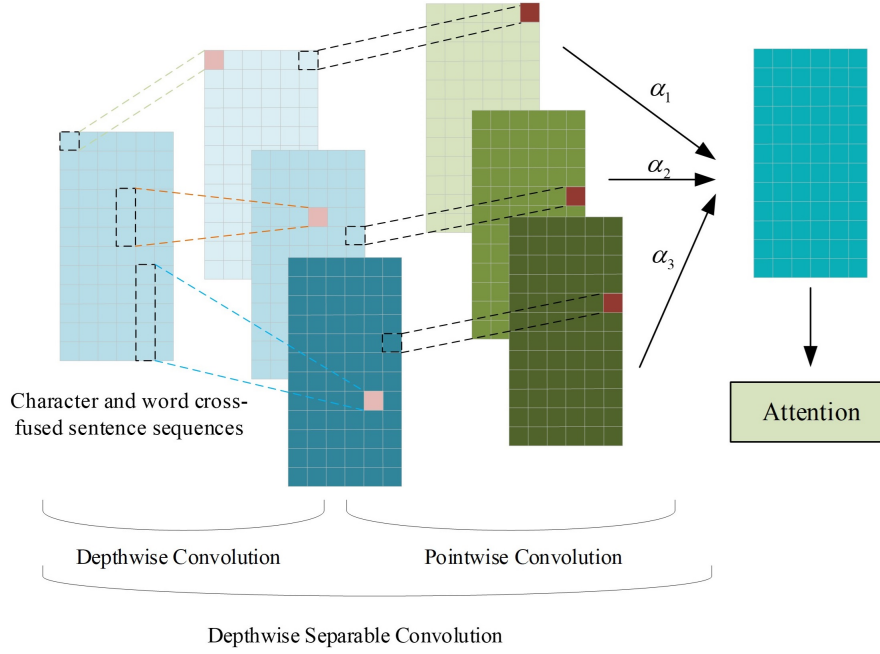 α₁
α₂
α₃
Character and word cross-
fused sentence sequences
Attention
Depthwise Convolution
Pointwise Convolution
Depthwise Separable Convolution